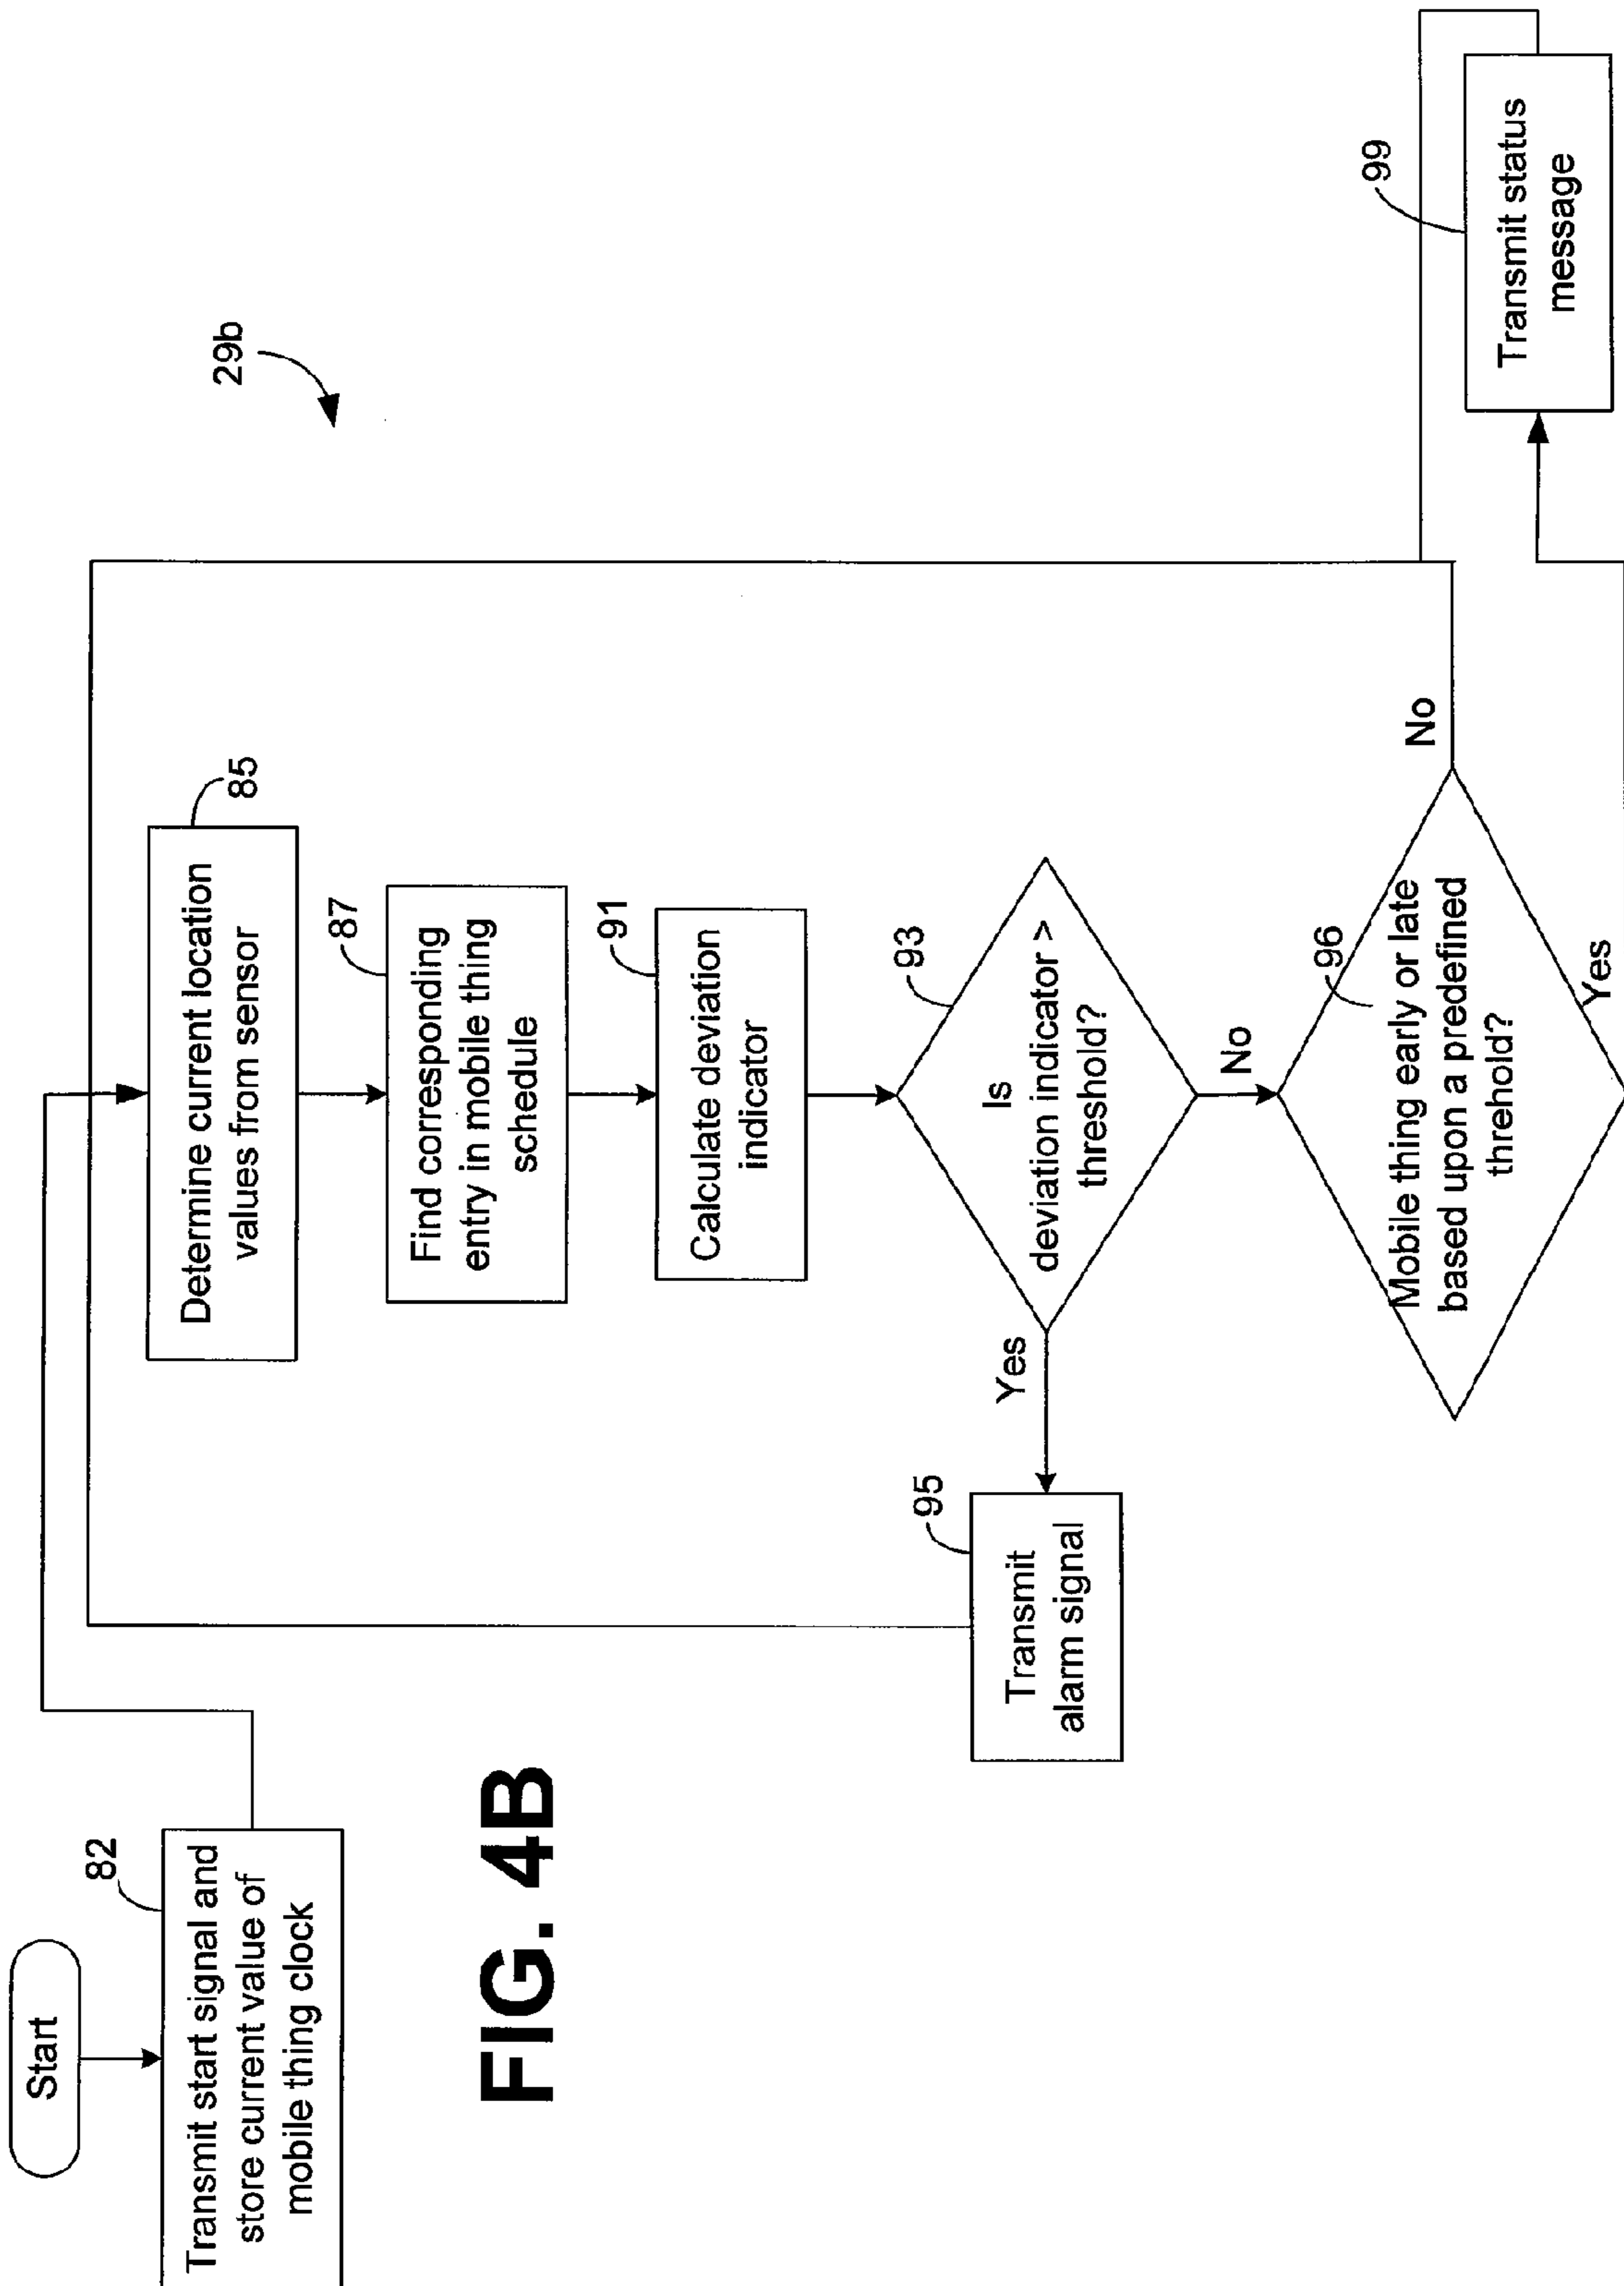 Start
82
Transmit start signal and
store current value of
mobile thing clock
29b
85
Determine current location
values from sensor
87
Find corresponding
entry in mobile thing
schedule
91
Calculate deviation
indicator
93
Is
deviation indicator >
threshold?
Yes
No
95
Transmit
alarm signal
96
Mobile thing early or late
based upon a predefined
threhold?
No
Yes
99
Transmit status
message
FIG. 4B